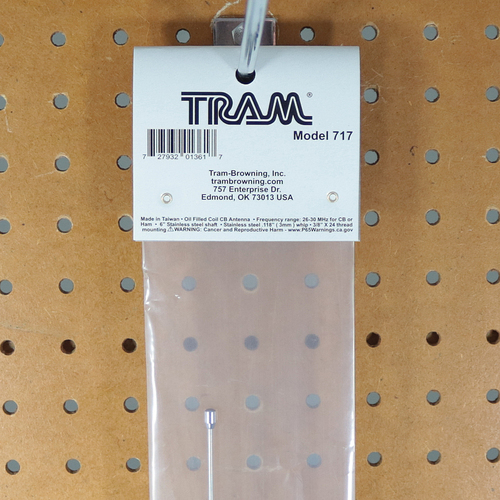 TRAM®
Model 717
7 27932 01361 7
Tram-Browning, Inc.
trambrowning.com
757 Enterprise Dr.
Edmond, OK 73013 USA
Made in Taiwan • Oil Filled Coil CB Antenna • Frequency range: 26-30 MHz for CB or
Ham • 6" Stainless steel shaft • Stainless steel .118" ( 3mm ) whip • 3/8" X 24 thread
mounting ⚠WARNING: Cancer and Reproductive Harm - www.P65Warnings.ca.gov